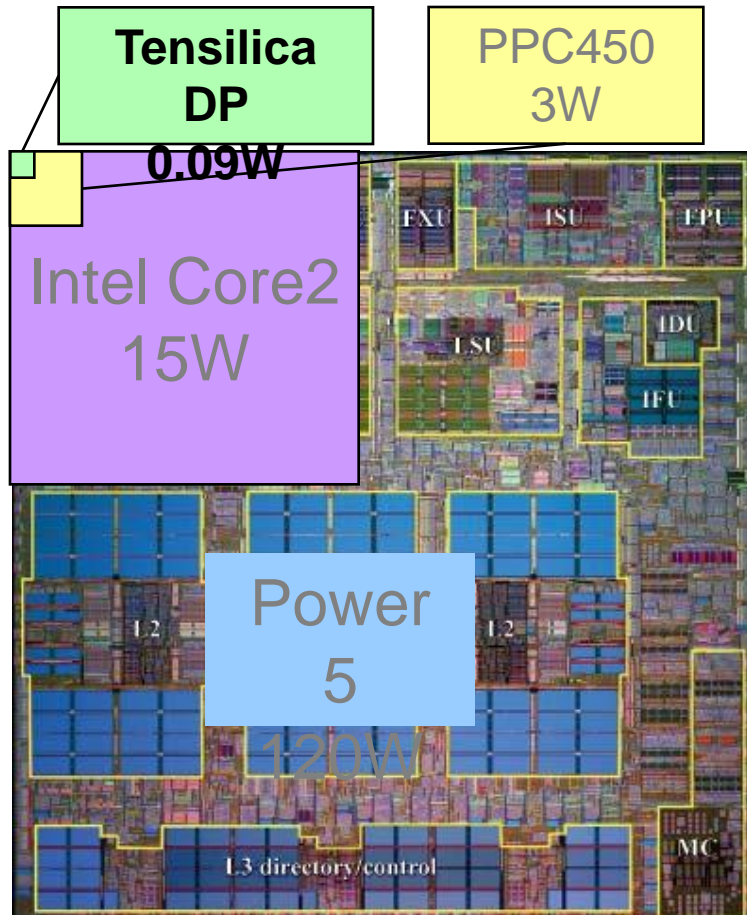 Tensilica
DP
0.09W
PPC450
3W
Intel Core2
15W
FXU
ISU
FPU
LSU
IDU
IFU
L2
L2
Power
5
120W
L3 directory/control
MC